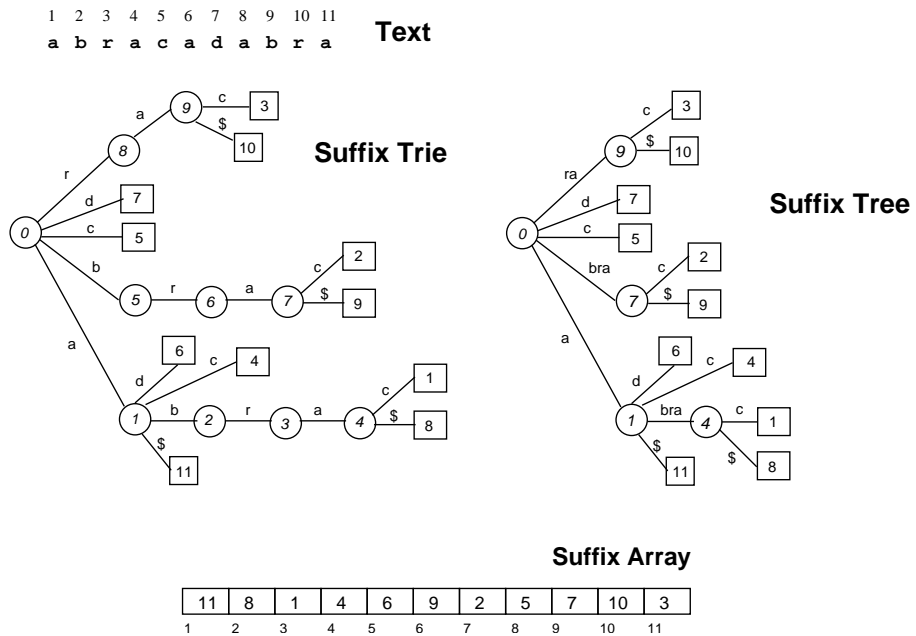 1 2 3 4 5 6 7 8 9 10 11
a b r a c a d a b r a
Text
Suffix Trie
a 9 c 3
$ 10
8
r
d 7
0 c 5
b 5 r 6 a 7 c 2
$ 9
a
d 6 c 4
1 b 2 r 3 a 4 c 1
$ 8
$ 11
Suffix Tree
c 3
9 $ 10
ra
d 7
0 c 5
bra 7 c 2
$ 9
a
d 6 c 4
1 bra 4 c 1
$ 8
$ 11
Suffix Array
11 8 1 4 6 9 2 5 7 10 3
1 2 3 4 5 6 7 8 9 10 11